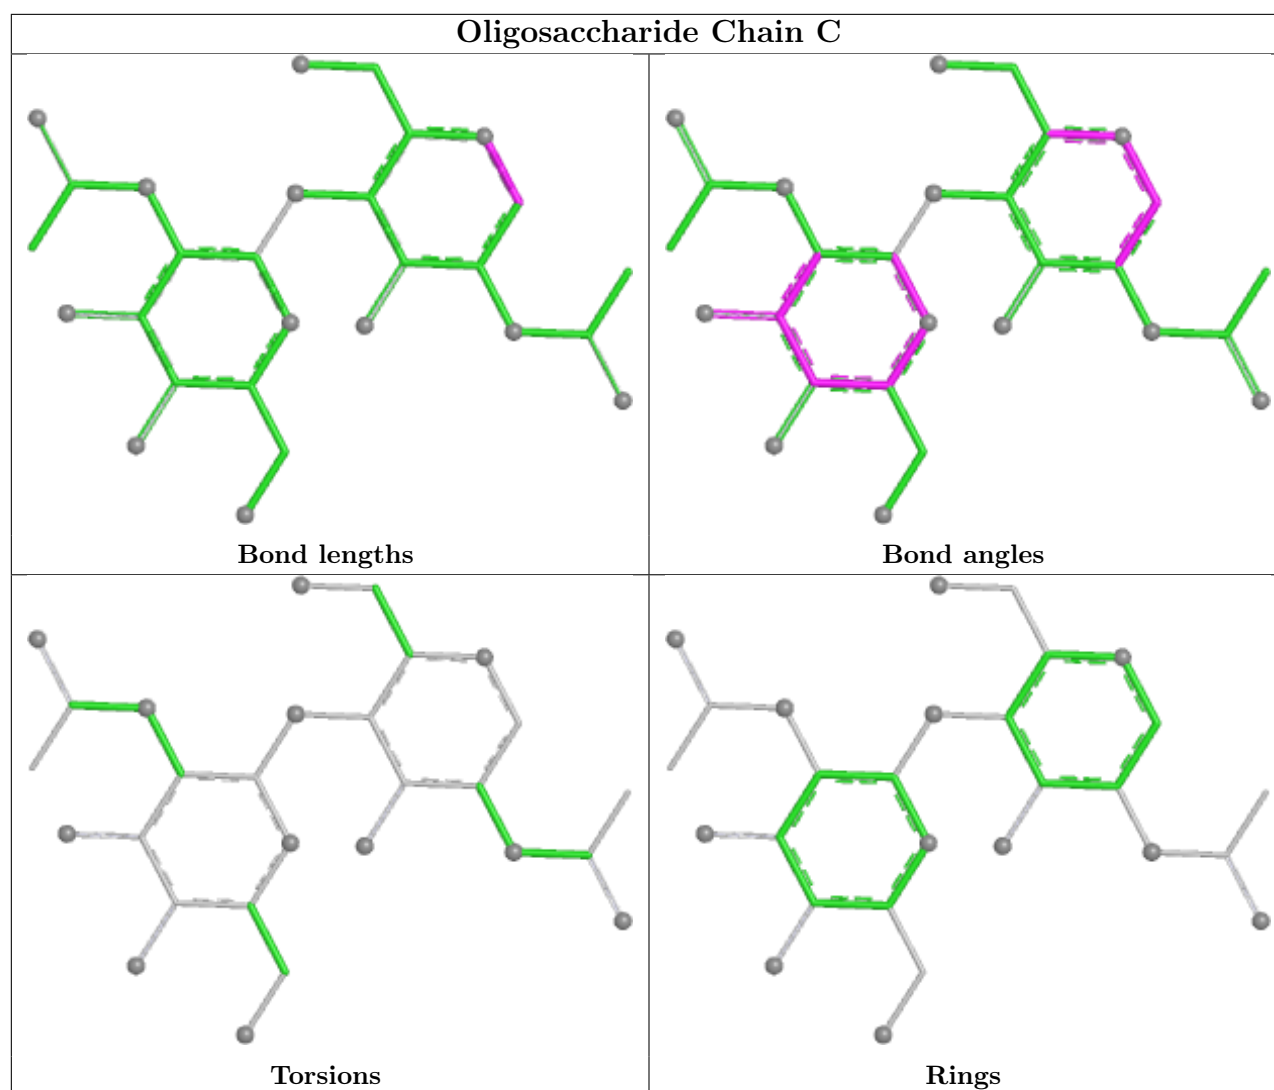 Oligosaccharide Chain C
Bond lengths
Bond angles
Torsions
Rings